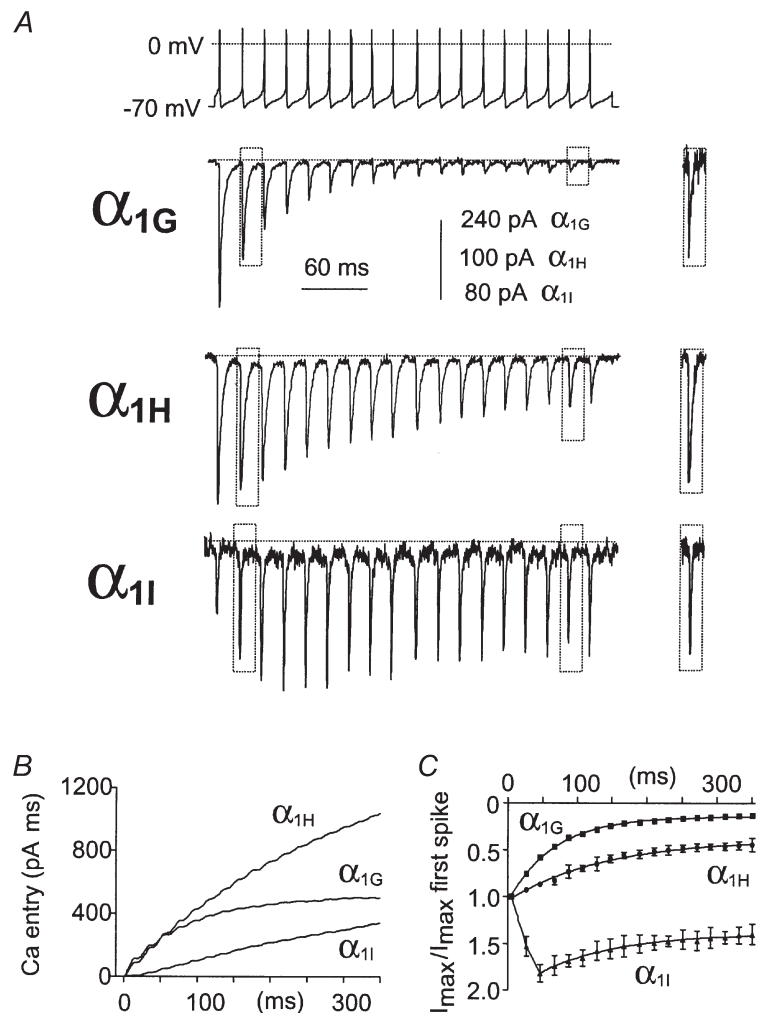 A
0 mV
-70 mV
α1G
240 pA α1G
100 pA α1H
80 pA α1I
60 ms
α1H
α1I
B
1200
800
400
0
Ca entry (pA ms)
α1H
α1G
α1I
0 100 (ms) 300
C
0 100 (ms) 300
0
0.5
1.0
1.5
2.0
Imax/Imax first spike
α1G
α1H
α1I